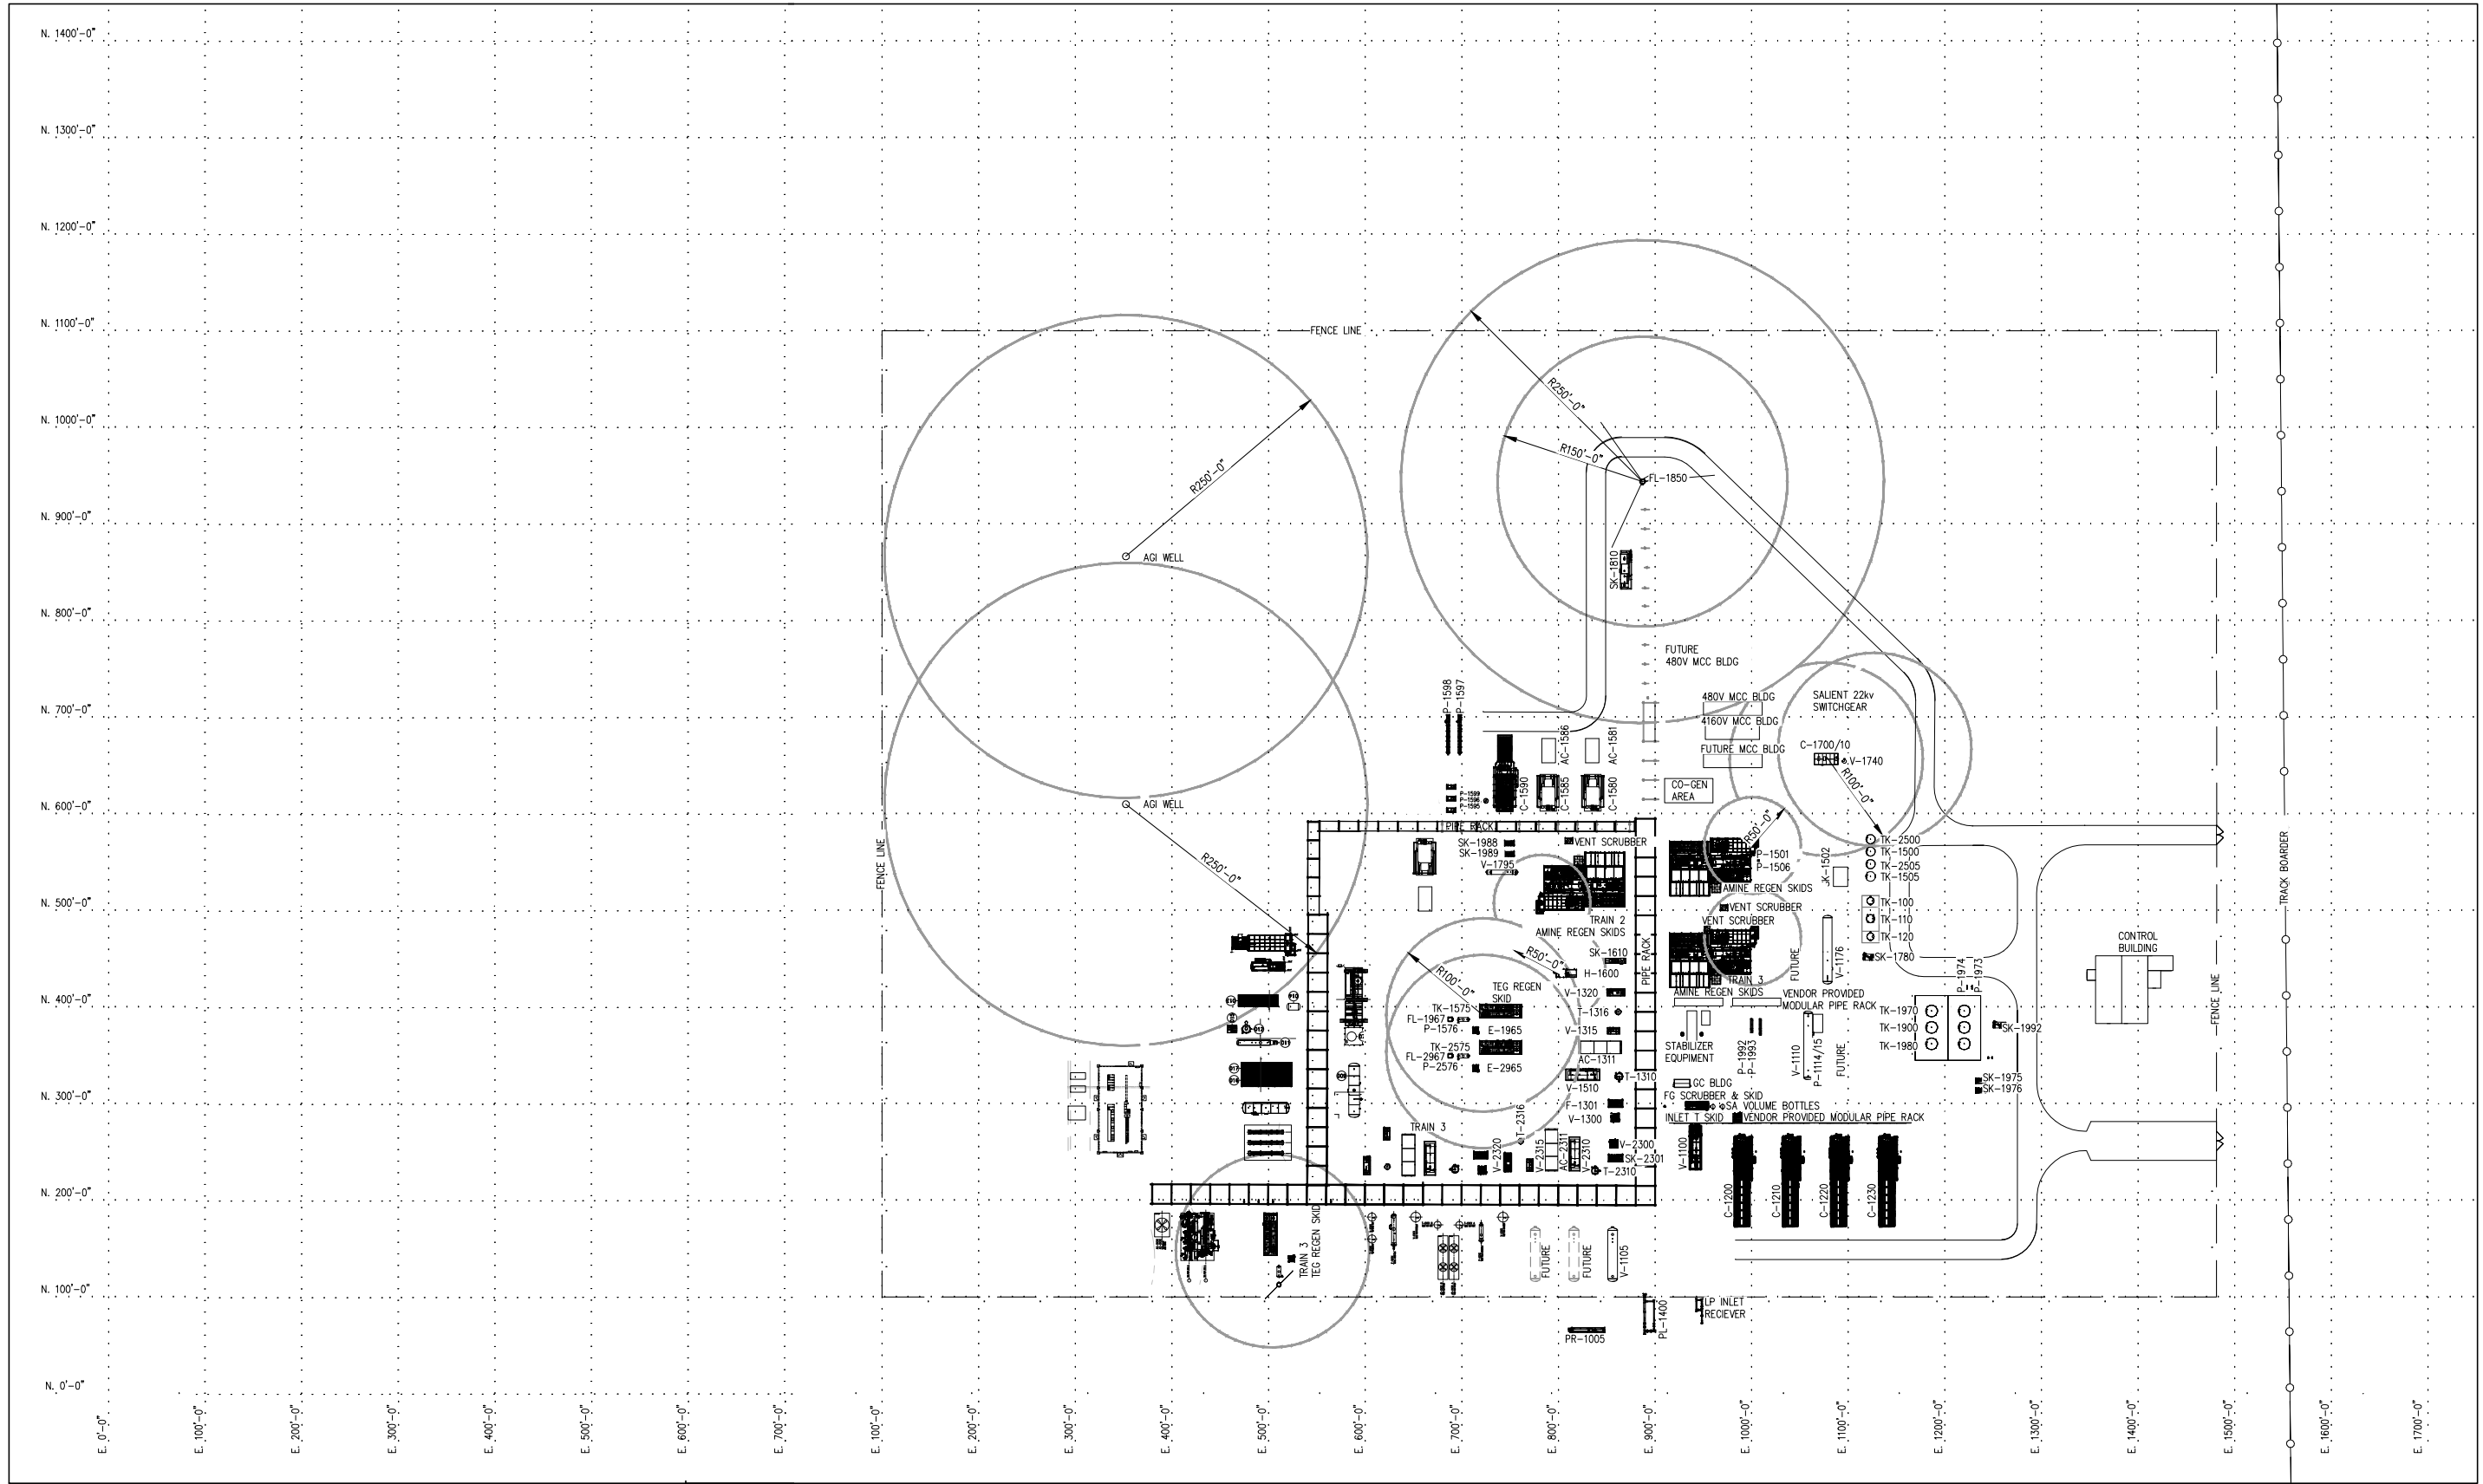 N. 1400'-0"
N. 1300'-0"
N. 1200'-0"
N. 1100'-0"
FENCE LINE
R250'-0"
R250'-0"
N. 1000'-0"
R150'-0"
FL-1850
N. 900'-0"
AGI WELL
SK-1810
N. 800'-0"
FUTURE
480V MCC BLDG
N. 700'-0"
P-1598
P-1597
480V MCC BLDG
SALIENT 22kv
SWITCHGEAR
4160V MCC BLDG
AC-1586
AC-1581
FUTURE MCC BLDG
C-1700/10
V-1740
R100'-0"
C-1590
C-1585
C-1580
CO-GEN
AREA
P-1599
P-1596
P-1595
N. 600'-0"
AGI WELL
R250'-0"
PIPE RACK
R50'-0"
FENCE LINE
TRACK BOARDER
SK-1988
SK-1989
V-1795
VENT SCRUBBER
P-1501
P-1506
TK-2500
TK-1500
TK-2505
TK-1505
AMINE REGEN SKIDS
N. 500'-0"
VENT SCRUBBER
VENT SCRUBBER
TK-100
TK-110
TK-120
TRAIN 2
AMINE REGEN SKIDS
PIPE RACK
CONTROL
BUILDING
SK-1610
R50'-0"
R100'-0"
H-1600
SK-1780
FUTURE
V-1176
TRAIN 3
AMINE REGEN SKIDS
P-1974
P-1973
N. 400'-0"
TEG REGEN
SKID
V-1320
VENDOR PROVIDED
MODULAR PIPE RACK
FENCE LINE
TK-1575
FL-1967
P-1576
E-1965
T-1316
V-1315
TK-1970
TK-1900
TK-1980
SK-1992
TK-2575
FL-2967
P-2576
E-2965
AC-1311
STABILIZER
EQUPIMENT
P-1992
P-1993
V-1110
P-1114/15
FUTURE
T-1310
V-1510
GC BLDG
SK-1975
SK-1976
N. 300'-0"
F-1301
V-1300
FG SCRUBBER & SKID
SA VOLUME BOTTLES
INLET T SKID
VENDOR PROVIDED MODULAR PIPE RACK
TRAIN 3
T-2316
V-2320
V-2315
AC-2311
V-2310
V-2300
SK-2301
T-2310
V-1100
N. 200'-0"
C-1200
C-1210
C-1220
C-1230
TRAIN 3
TEG REGEN SKID
FUTURE
FUTURE
V-1105
N. 100'-0"
PL-1400
LP INLET
RECIEVER
PR-1005
N. 0'-0"
E. 0'-0"
E. 100'-0"
E. 200'-0"
E. 300'-0"
E. 400'-0"
E. 500'-0"
E. 600'-0"
E. 700'-0"
E. 100'-0"
E. 200'-0"
E. 300'-0"
E. 400'-0"
E. 500'-0"
E. 600'-0"
E. 700'-0"
E. 800'-0"
E. 900'-0"
E. 1000'-0"
E. 1100'-0"
E. 1200'-0"
E. 1300'-0"
E. 1400'-0"
E. 1500'-0"
E. 1600'-0"
E. 1700'-0"